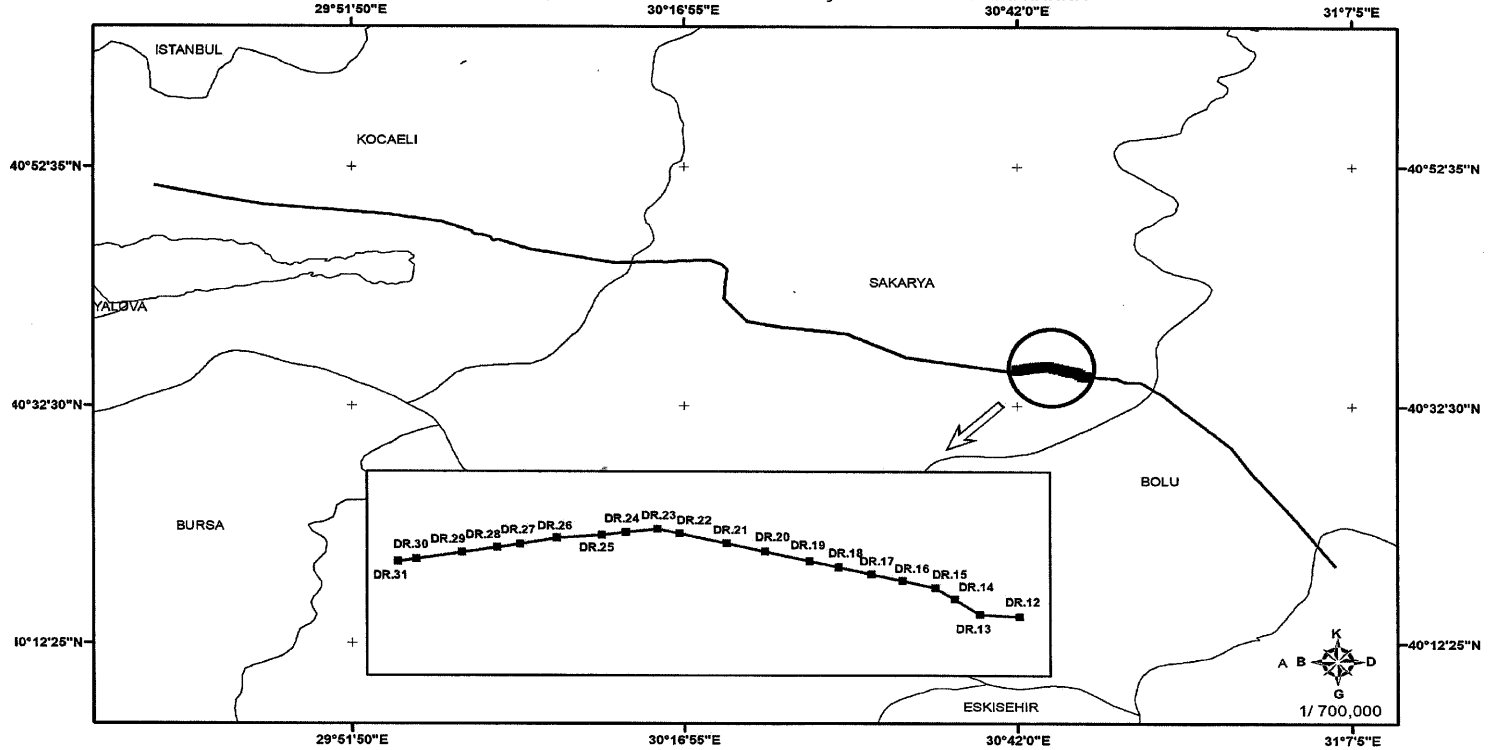 29°51'50"E 30°16'55"E 30°42'0"E 31°7'5"E
ISTANBUL
KOCAELI
40°52'35"N 40°52'35"N
SAKARYA
YALOVA
40°32'30"N 40°32'30"N
BOLU
BURSA
DR.31 DR.30 DR.29 DR.28 DR.27 DR.26 DR.25 DR.24 DR.23 DR.22 DR.21 DR.20 DR.19 DR.18 DR.17 DR.16 DR.15 DR.14 DR.13 DR.12
40°12'25"N 40°12'25"N
K
A B D
G
ESKISEHIR
1/ 700,000
29°51'50"E 30°16'55"E 30°42'0"E 31°7'5"E